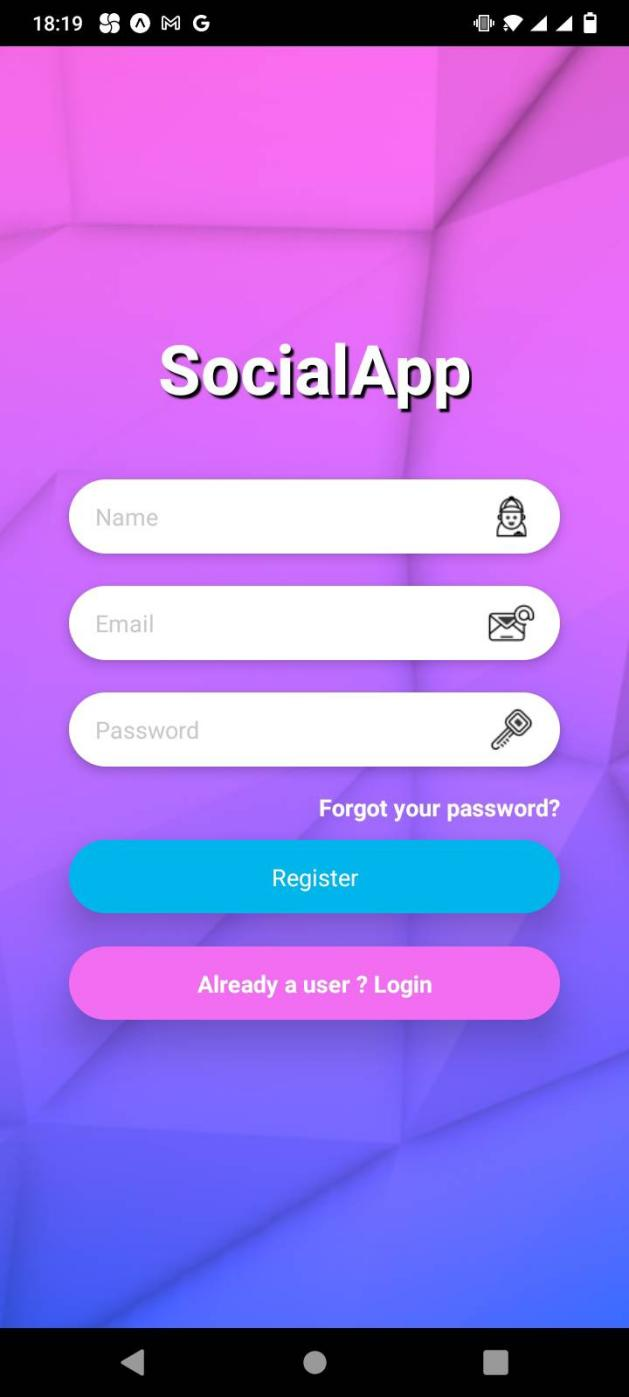 18:19
SocialApp
Name
Email
Password
Forgot your password?
Register
Already a user ? Login